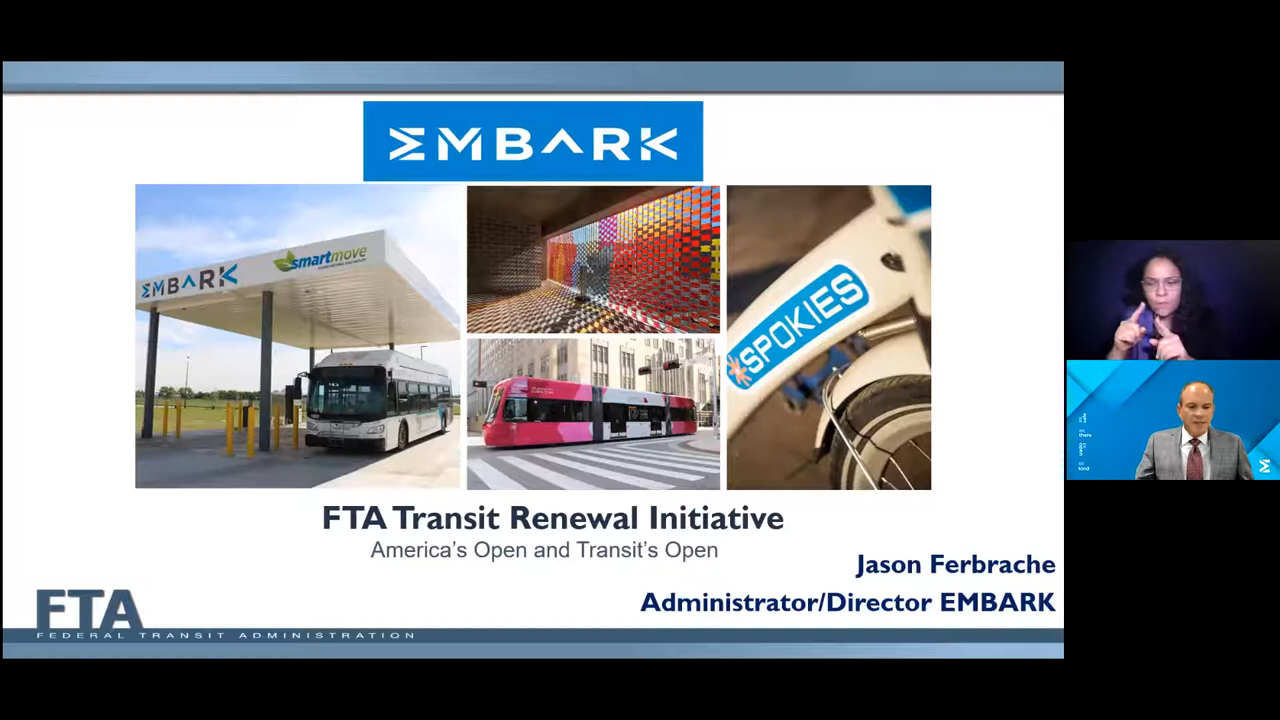 EMBARK
EMBARK
smartmove
SPOKIES
FTA Transit Renewal Initiative
America's Open and Transit's Open
Jason Ferbrache
Administrator/Director EMBARK
FTA
FEDERAL TRANSIT ADMINISTRATION